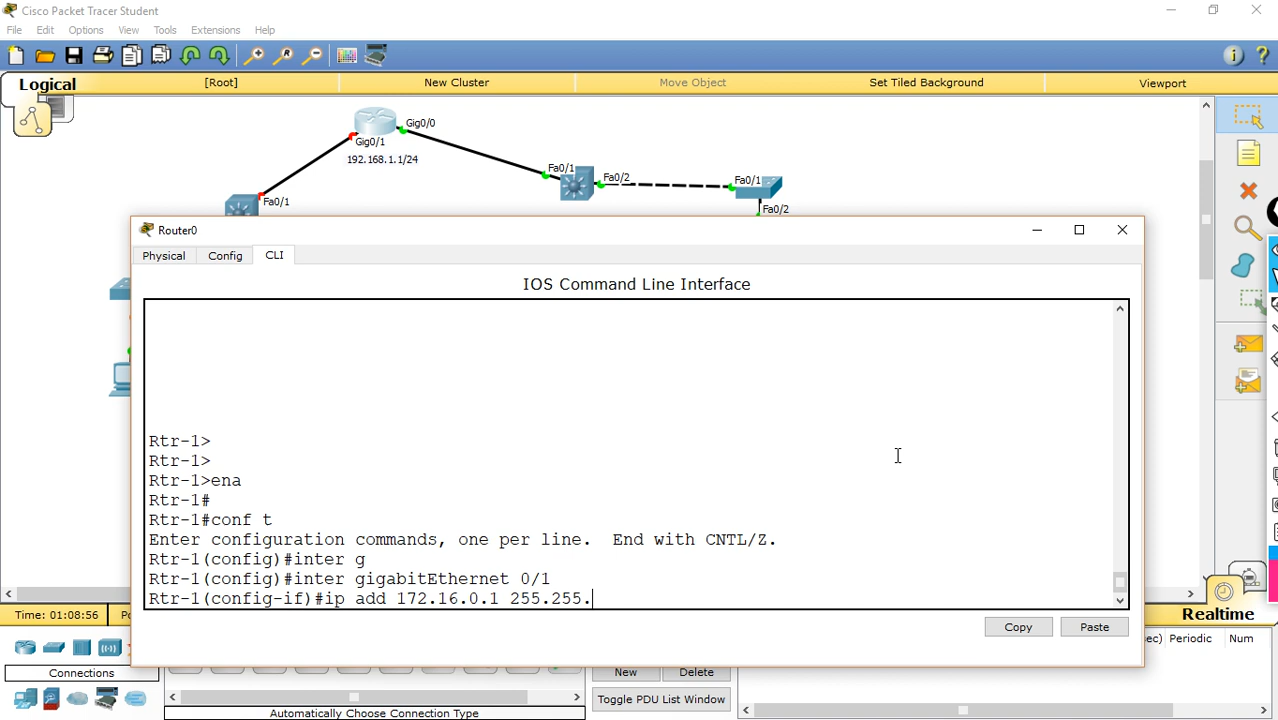 Cisco Packet Tracer Student
File Edit Options View Tools Extensions Help
Logical [Root] New Cluster Move Object Set Tiled Background Viewport
Gig0/0
Gig0/1
192.168.1.1/24
Fa0/1 Fa0/2 Fa0/1
Fa0/1 Fa0/2
Router0
Physical Config CLI
IOS Command Line Interface
Rtr-1>
Rtr-1>
Rtr-1>ena
Rtr-1#
Rtr-1#conf t
Enter configuration commands, one per line.  End with CNTL/Z.
Rtr-1(config)#inter g
Rtr-1(config)#inter gigabitEthernet 0/1
Rtr-1(config-if)#ip add 172.16.0.1 255.255.
Copy Paste
Time: 01:08:56 Realtime
Connections New Delete Periodic Num
Toggle PDU List Window
Automatically Choose Connection Type